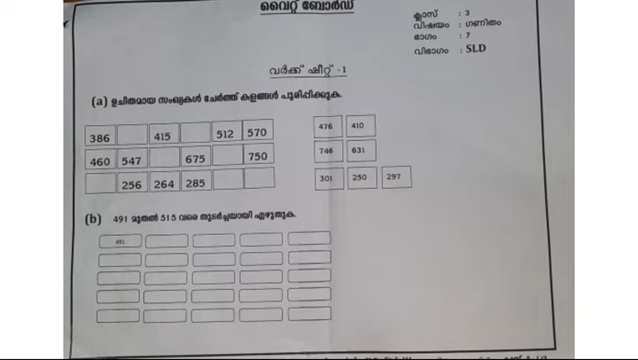 വൈറ്റ് ബോർഡ്
ക്ലാസ് : 3
വിഷയം : ഗണിതം
ഭാഗം : 7
വിഭാഗം : SLD
വർക്ക് ഷീറ്റ് -1
(a) ഉചിതമായ സംഖ്യകൾ ചേർത്ത് കളങ്ങൾ പൂരിപ്പിക്കുക.
386 415 512 570 476 410
460 547 675 750 746 631
256 264 285 301 250 297
(b) 491 മുതൽ 515 വരെ തുടർച്ചയായി എഴുതുക.
491